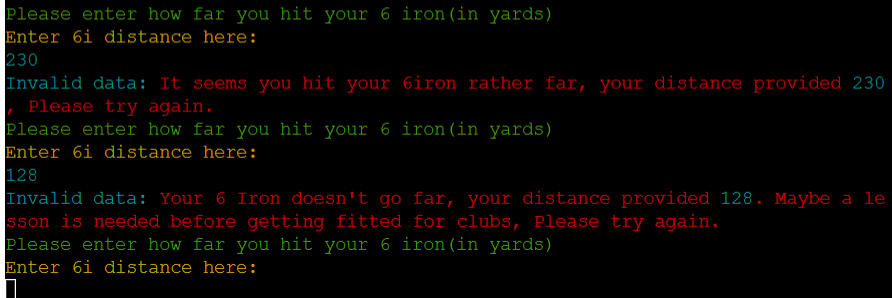 Please enter how far you hit your 6 iron(in yards)
Enter 6i distance here:
230
Invalid data: It seems you hit your 6iron rather far, your distance provided 230
, Please try again.
Please enter how far you hit your 6 iron(in yards)
Enter 6i distance here:
128
Invalid data: Your 6 Iron doesn't go far, your distance provided 128. Maybe a le
sson is needed before getting fitted for clubs, Please try again.
Please enter how far you hit your 6 iron(in yards)
Enter 6i distance here: